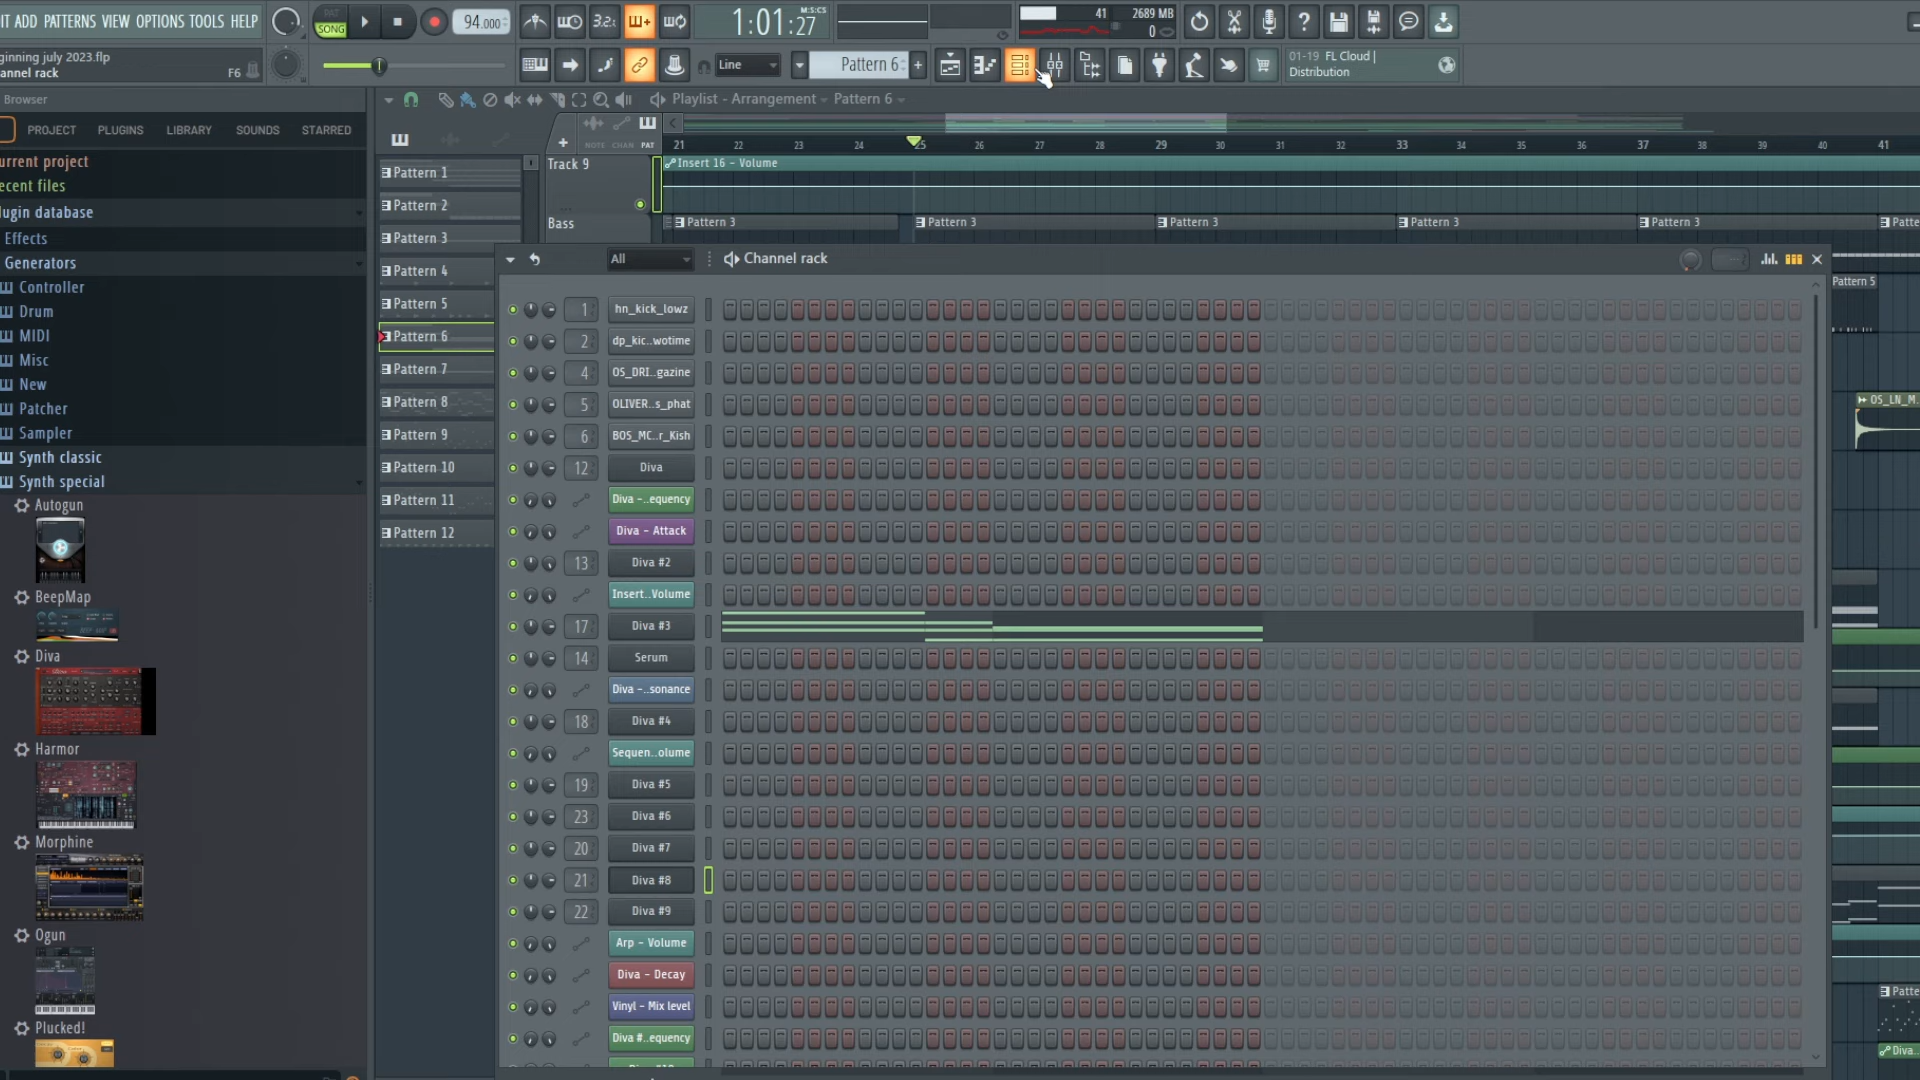 IT ADD PATTERNS VIEW OPTIONS TOOLS HELP
PAT
SONG
94.000
3.2.
1:01:27
M:S:CS
41
2689 MB
0
ginning july 2023.flp
annel rack
F6
Line
Pattern 6
+
01-19 FL Cloud |
Distribution
Browser
PROJECT
PLUGINS
LIBRARY
SOUNDS
STARRED
urrent project
ecent files
lugin database
Effects
Generators
Controller
Drum
MIDI
Misc
New
Patcher
Sampler
Synth classic
Synth special
Autogun
BeepMap
Diva
Harmor
Morphine
Ogun
Plucked!
Playlist - Arrangement
Pattern 6
NOTE CHAN PAT
21 22 23 24 25 26 27 28 29 30 31 32 33 34 35 36 37 38 39 40 41
Pattern 1
Pattern 2
Pattern 3
Pattern 4
Pattern 5
Pattern 6
Pattern 7
Pattern 8
Pattern 9
Pattern 10
Pattern 11
Pattern 12
Track 9
Insert 16 - Volume
Bass
Pattern 3
Pattern 3
Pattern 3
Pattern 3
Pattern 3
Patte
All
Channel rack
1 hn_kick_lowz
2 dp_kic..wotime
4 OS_DRI..gazine
5 OLIVER..s_phat
6 BOS_MC..r_Kish
12 Diva
Diva -..equency
Diva - Attack
13 Diva #2
Insert..Volume
17 Diva #3
14 Serum
Diva -..sonance
18 Diva #4
Sequen..olume
19 Diva #5
23 Diva #6
20 Diva #7
21 Diva #8
22 Diva #9
Arp - Volume
Diva - Decay
Vinyl - Mix level
Diva #..equency
Pattern 5
OS_LN_M
Patte
Diva..